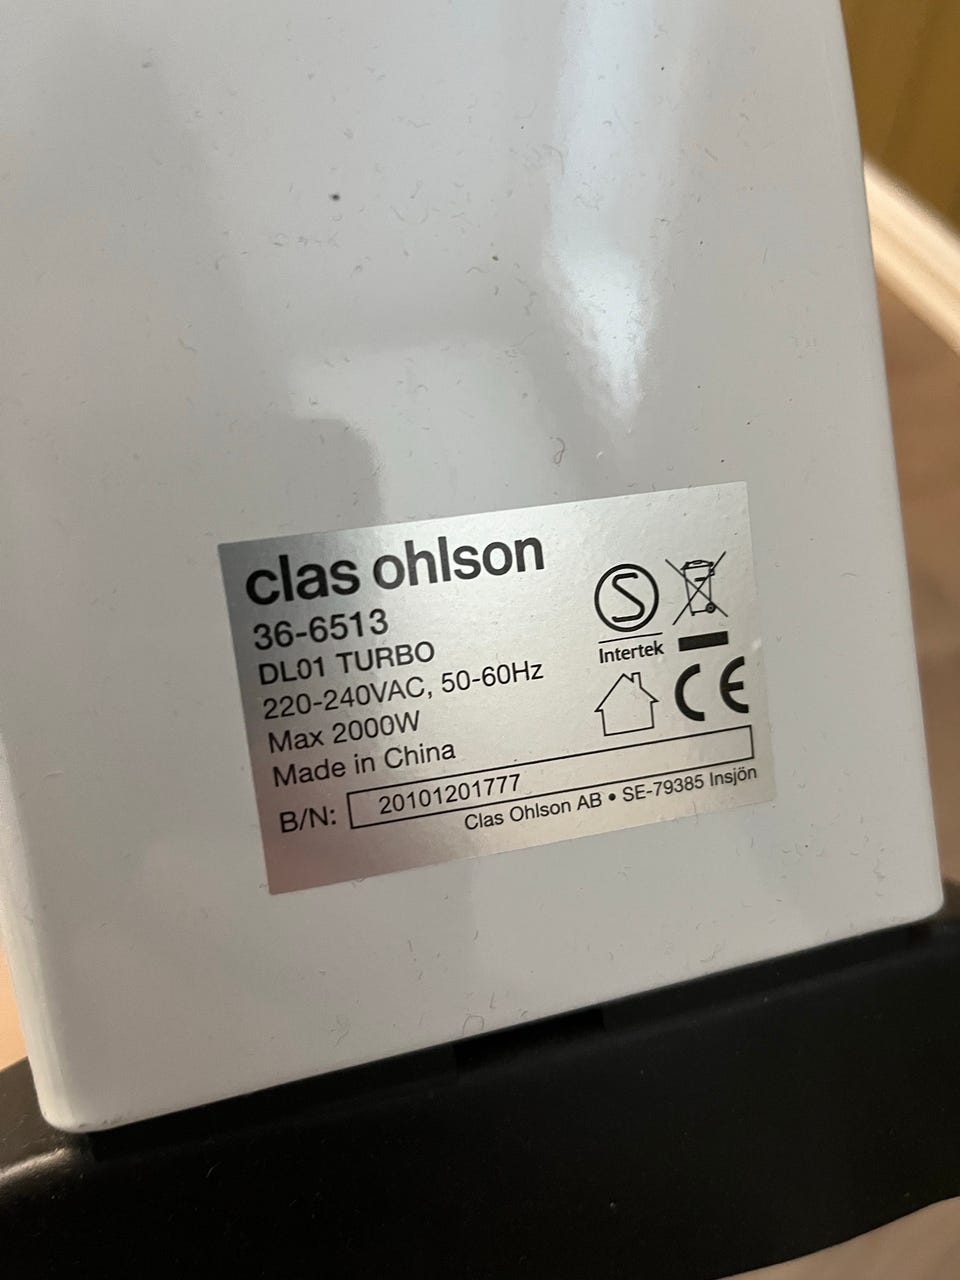 clas ohlson
36-6513
DL01 TURBO
220-240VAC, 50-60Hz
Max 2000W
Made in China
B/N: 20101201777
Clas Ohlson AB • SE-79385 Insjön
S
Intertek
CE